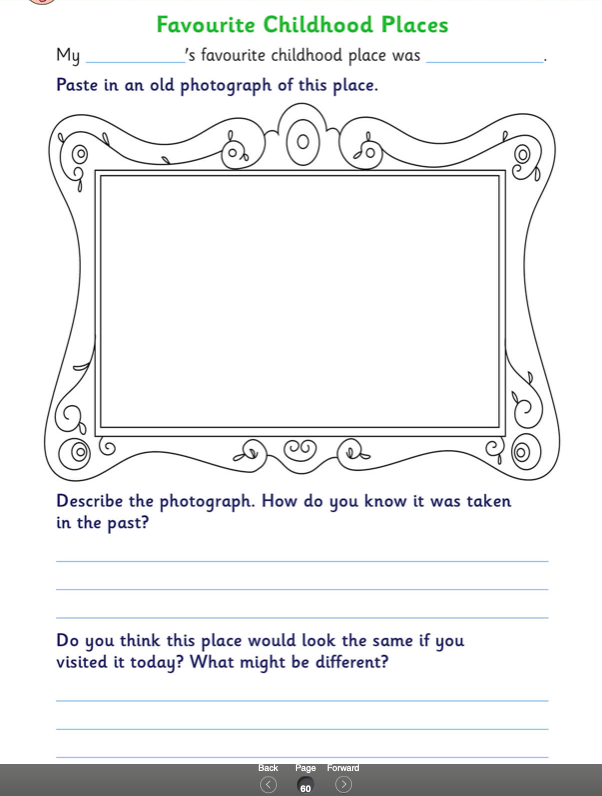 Favourite Childhood Places
My ___________'s favourite childhood place was _____________.
Paste in an old photograph of this place.
Describe the photograph. How do you know it was taken
in the past?
Do you think this place would look the same if you
visited it today? What might be different?
Back Page Forward
60